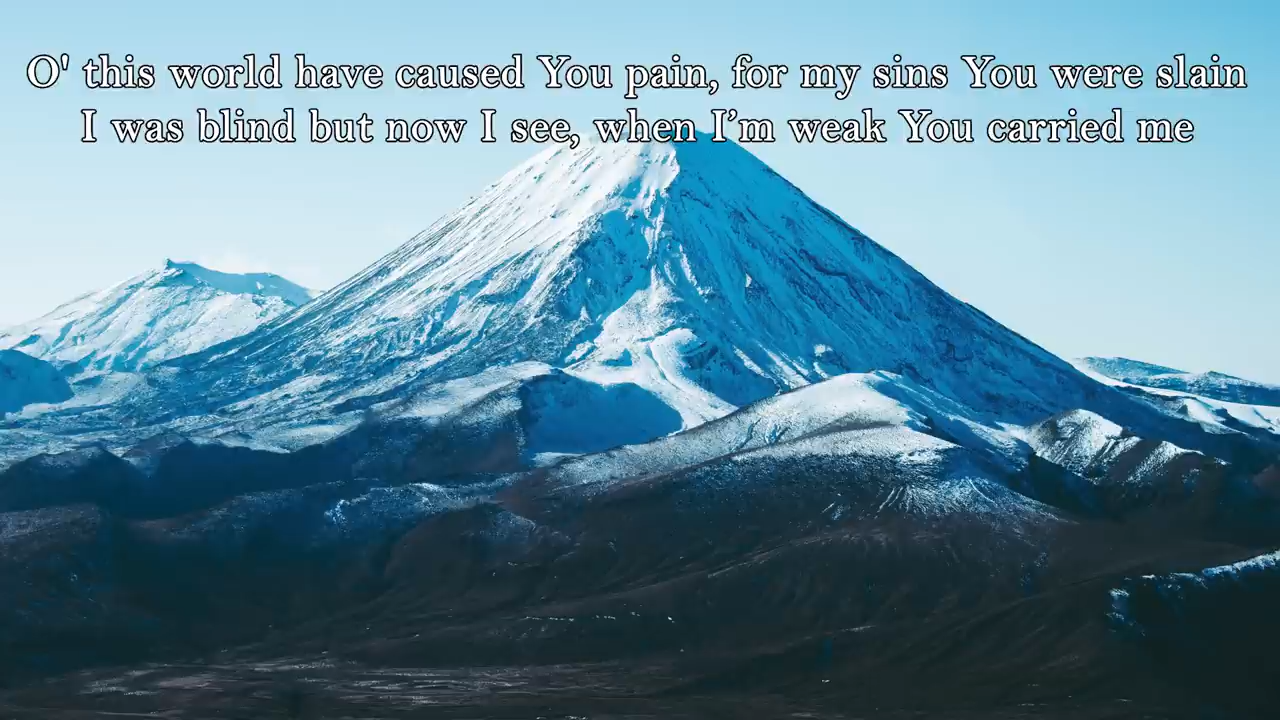 O' this world have caused You pain, for my sins You were slain
I was blind but now I see, when I’m weak You carried me